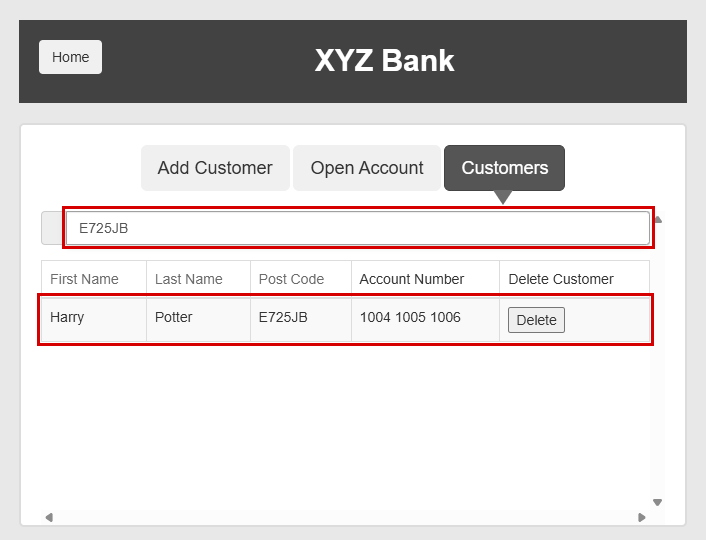 Home
XYZ Bank
Add Customer Open Account Customers
E725JB
First Name Last Name Post Code Account Number Delete Customer
Harry Potter E725JB 1004 1005 1006 Delete